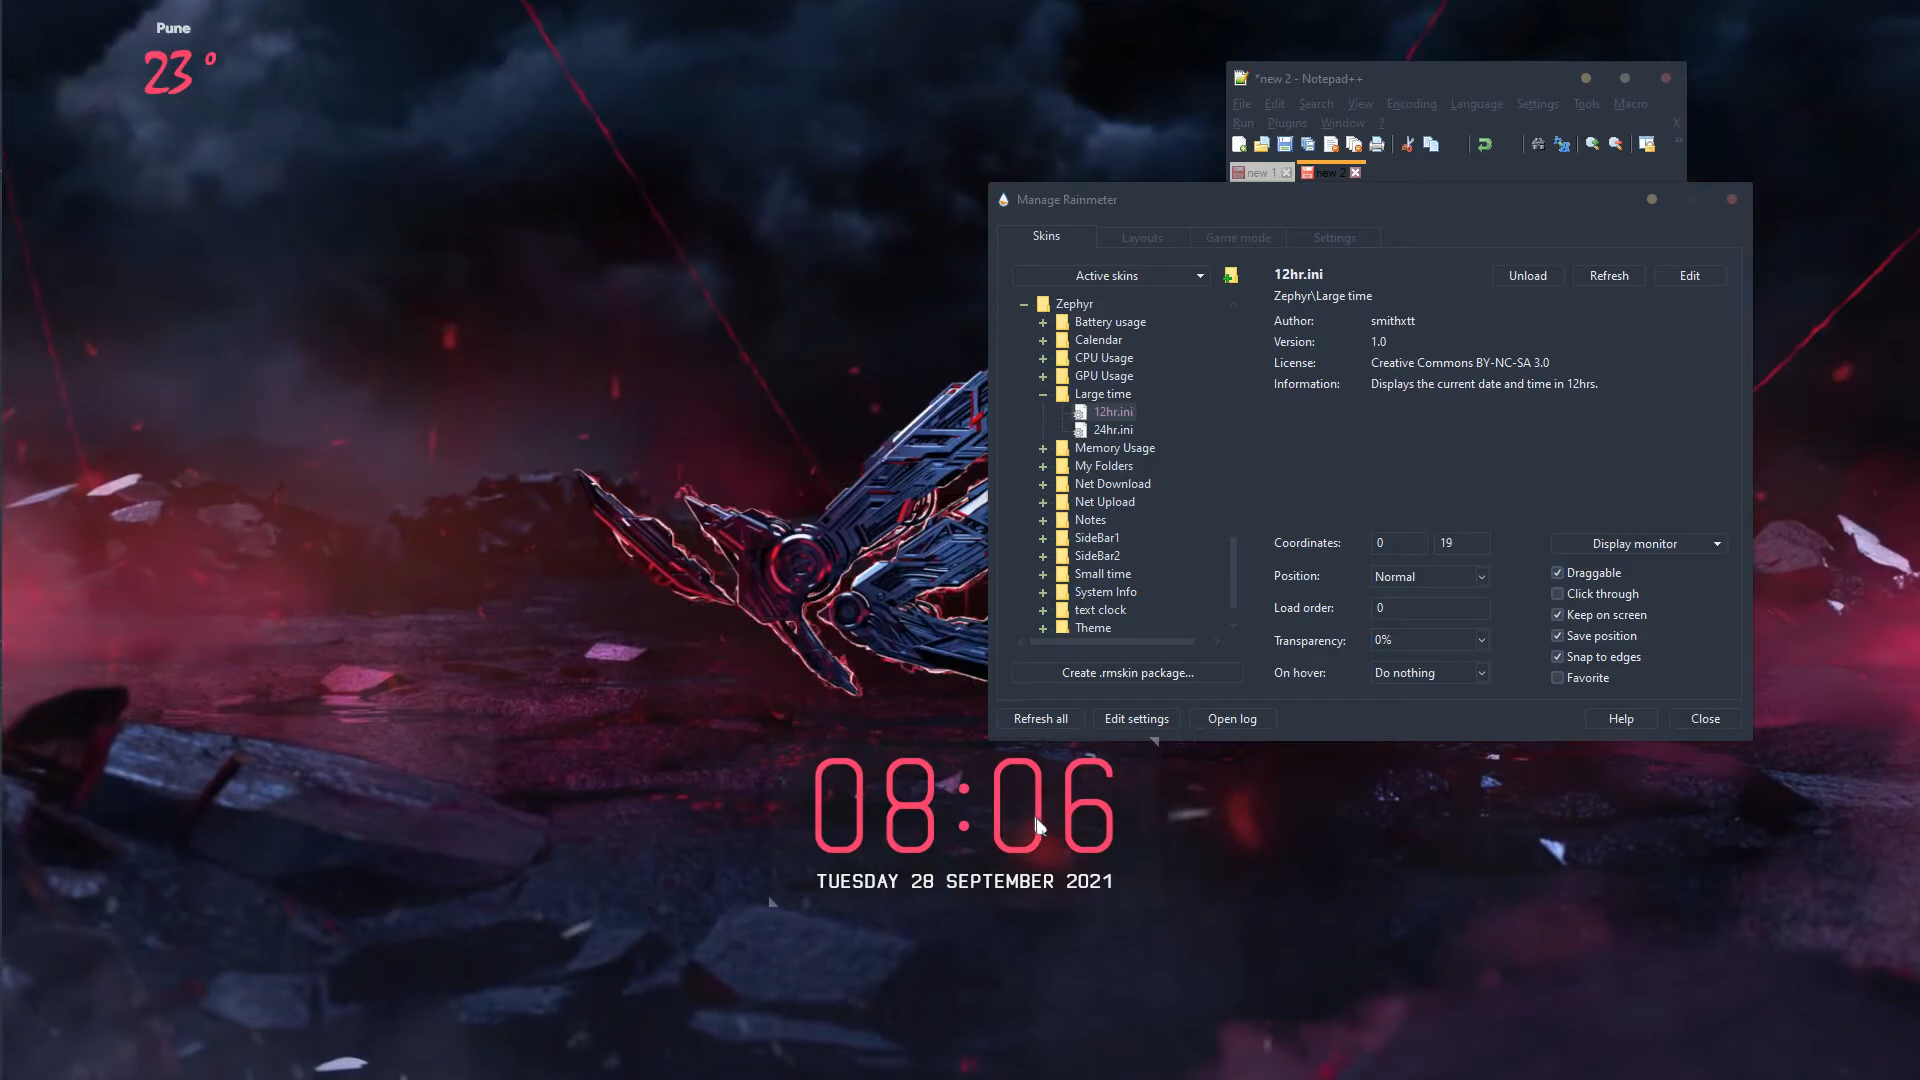 Pune
23°
*new 2 - Notepad++
File Edit Search View Encoding Language Settings Tools Macro
Run Plugins Window ? X
new 1 new 2
Manage Rainmeter
Skins Layouts Game mode Settings
Active skins
Zephyr
Battery usage
Calendar
CPU Usage
GPU Usage
Large time
12hr.ini
24hr.ini
Memory Usage
My Folders
Net Download
Net Upload
Notes
SideBar1
SideBar2
Small time
System Info
text clock
Theme
Create .rmskin package...
12hr.ini Unload Refresh Edit
Zephyr\Large time
Author: smithxtt
Version: 1.0
License: Creative Commons BY-NC-SA 3.0
Information: Displays the current date and time in 12hrs.
Coordinates: 0 19
Position: Normal
Load order: 0
Transparency: 0%
On hover: Do nothing
Display monitor
Draggable
Click through
Keep on screen
Save position
Snap to edges
Favorite
Refresh all Edit settings Open log Help Close
08:06
TUESDAY 28 SEPTEMBER 2021